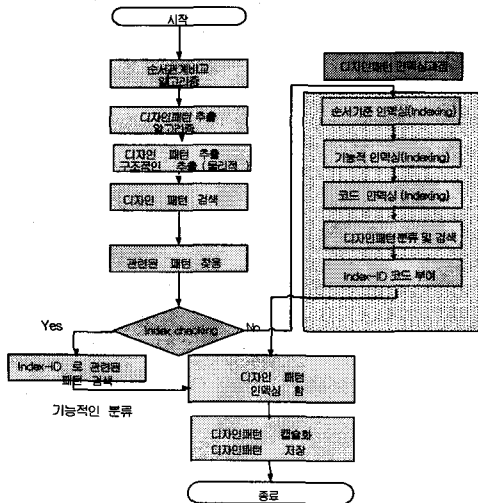 시작
순서관계비교
알고리즘
디자인패턴 추출
알고리즘
디자인 패턴 추출
구조적인 추출 (물리적)
디자인 패턴 검색
관련된 패턴 찾음
Index checking
Yes
No
Index-ID 로 관련된
패턴 검색
기능적인 분류
디자인 패턴
인덱싱 함
디자인패턴 캡슐화
디자인패턴 저장
종료
디자인패턴 인덱싱과정
순서기준 인덱싱(Indexing)
기능적 인덱싱(Indexing)
코드 인덱싱 (Indexing)
디자인패턴분류 및 검색
Index-ID 코드 부여